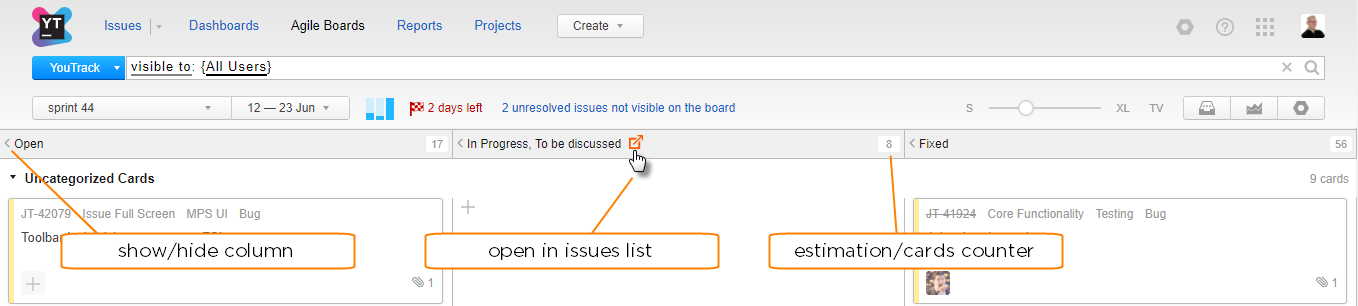 YT
Issues Dashboards Agile Boards Reports Projects Create
YouTrack visible to: {All Users}
sprint 44 12 — 23 Jun 2 days left 2 unresolved issues not visible on the board S XL TV
Open 17 In Progress, To be discussed 8 Fixed 56
Uncategorized Cards 9 cards
JT-42079 Issue Full Screen MPS UI Bug JT-41924 Core Functionality Testing Bug
show/hide column open in issues list estimation/cards counter
1 1